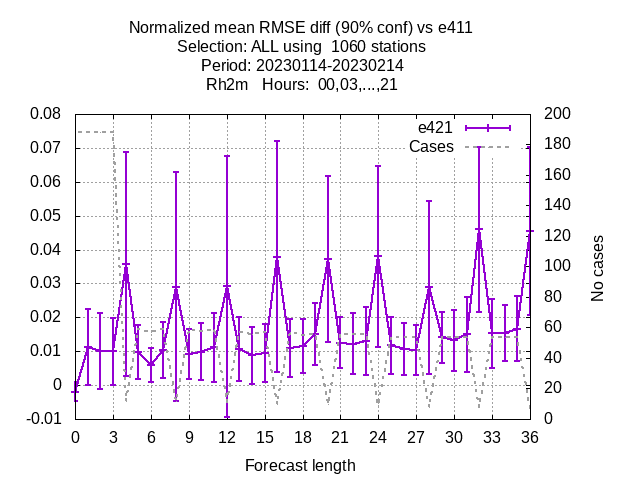 Normalized mean RMSE diff (90% conf) vs e411
Selection: ALL using  1060 stations
Period: 20230114-20230214
Rh2m   Hours:  00,03,...,21
0.08
0.07
0.06
0.05
0.04
0.03
0.02
0.01
0
-0.01
e421
Cases
200
180
160
140
120
100
80
60
40
20
0
No cases
0 3 6 9 12 15 18 21 24 27 30 33 36
Forecast length